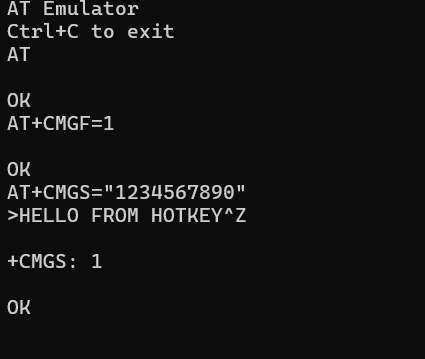 AT Emulator
Ctrl+C to exit
AT
OK
AT+CMGF=1
OK
AT+CMGS="1234567890"
>HELLO FROM HOTKEY^Z
+CMGS: 1
OK